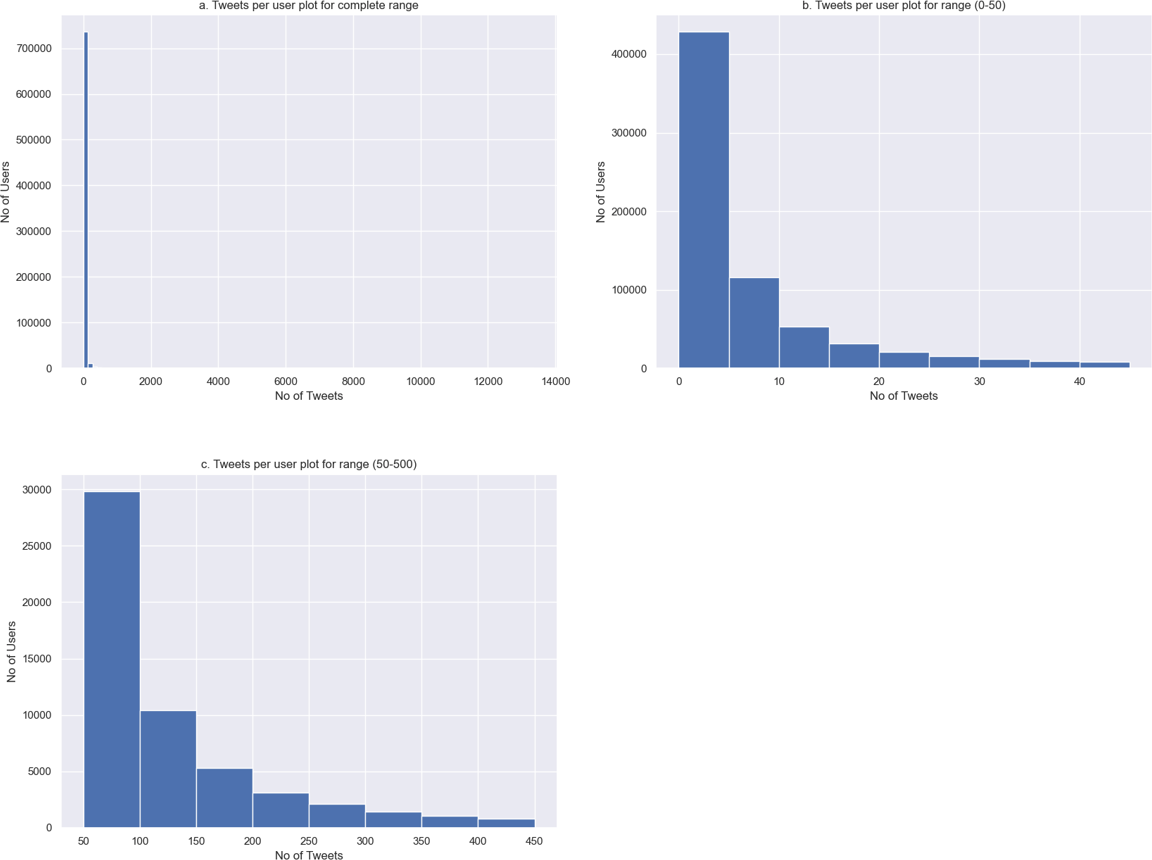 a. Tweets per user plot for complete range
700000
600000
500000
400000
300000
200000
100000
0
No of Users
0 2000 4000 6000 8000 10000 12000 14000
No of Tweets
b. Tweets per user plot for range (0-50)
400000
300000
200000
100000
0
No of Users
0 10 20 30 40
No of Tweets
c. Tweets per user plot for range (50-500)
30000
25000
20000
15000
10000
5000
0
No of Users
50 100 150 200 250 300 350 400 450
No of Tweets